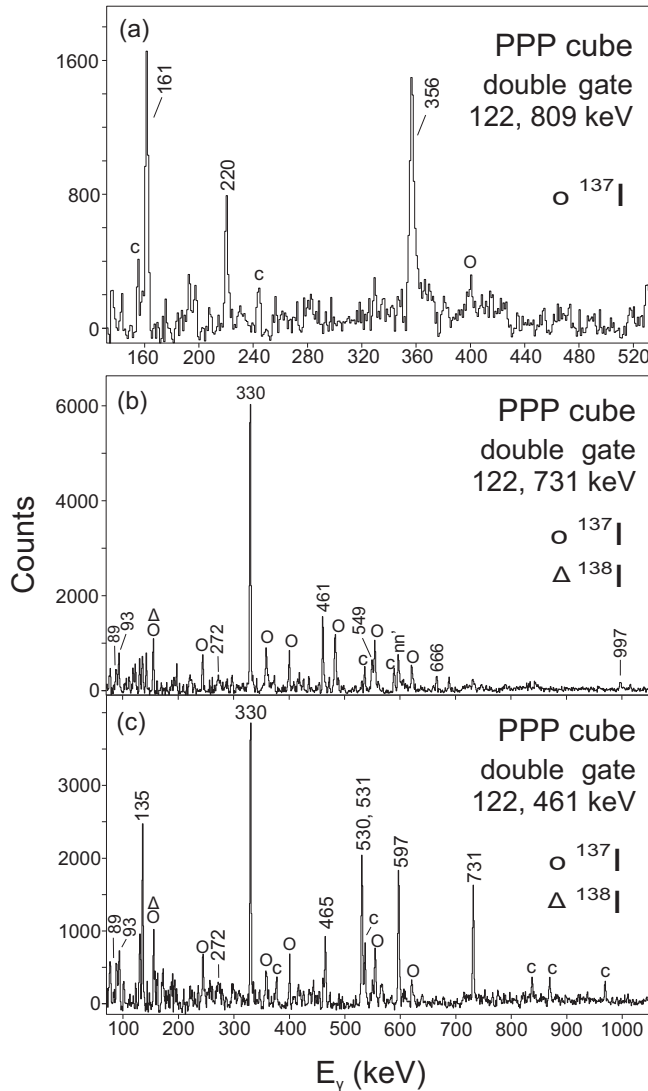 (a)
PPP cube
double gate
122, 809 keV
o 137I
1600
800
0
c
161
220
c
356
O
160 200 240 280 320 360 400 440 480 520
(b)
PPP cube
double gate
122, 731 keV
o 137I
Δ 138I
6000
4000
2000
0
89
93
Δ
O
O
272
330
O
O
461
O
c
549
O
c
nn'
O
666
997
Counts
(c)
PPP cube
double gate
122, 461 keV
o 137I
Δ 138I
3000
2000
1000
0
89
93
135
Δ
O
O
272
330
O
c
O
465
530, 531
c
O
597
O
731
c
c
c
100 200 300 400 500 600 700 800 900 1000
Eγ (keV)